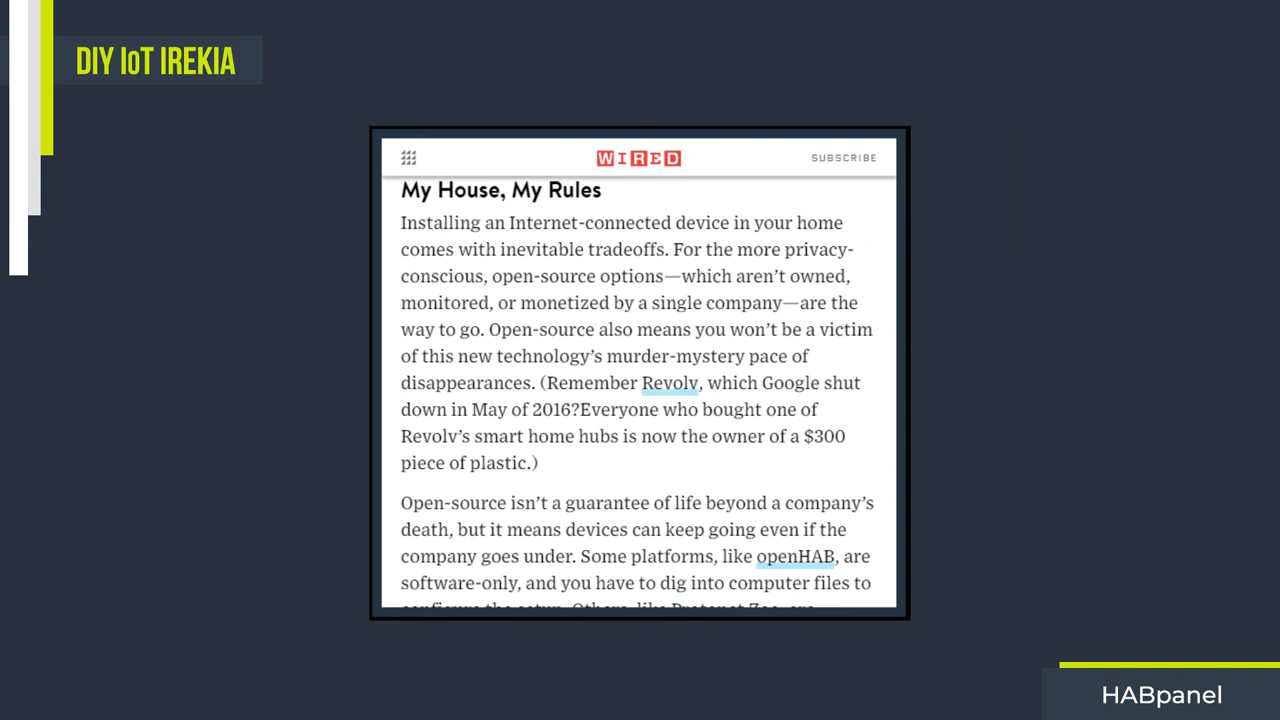 DIY IoT IREKIA
WIRED
SUBSCRIBE
My House, My Rules
Installing an Internet-connected device in your home
comes with inevitable tradeoffs. For the more privacy-
conscious, open-source options—which aren’t owned,
monitored, or monetized by a single company—are the
way to go. Open-source also means you won’t be a victim
of this new technology’s murder-mystery pace of
disappearances. (Remember Revolv, which Google shut
down in May of 2016?Everyone who bought one of
Revolv’s smart home hubs is now the owner of a $300
piece of plastic.)
Open-source isn’t a guarantee of life beyond a company’s
death, but it means devices can keep going even if the
company goes under. Some platforms, like openHAB, are
software-only, and you have to dig into computer files to
HABpanel